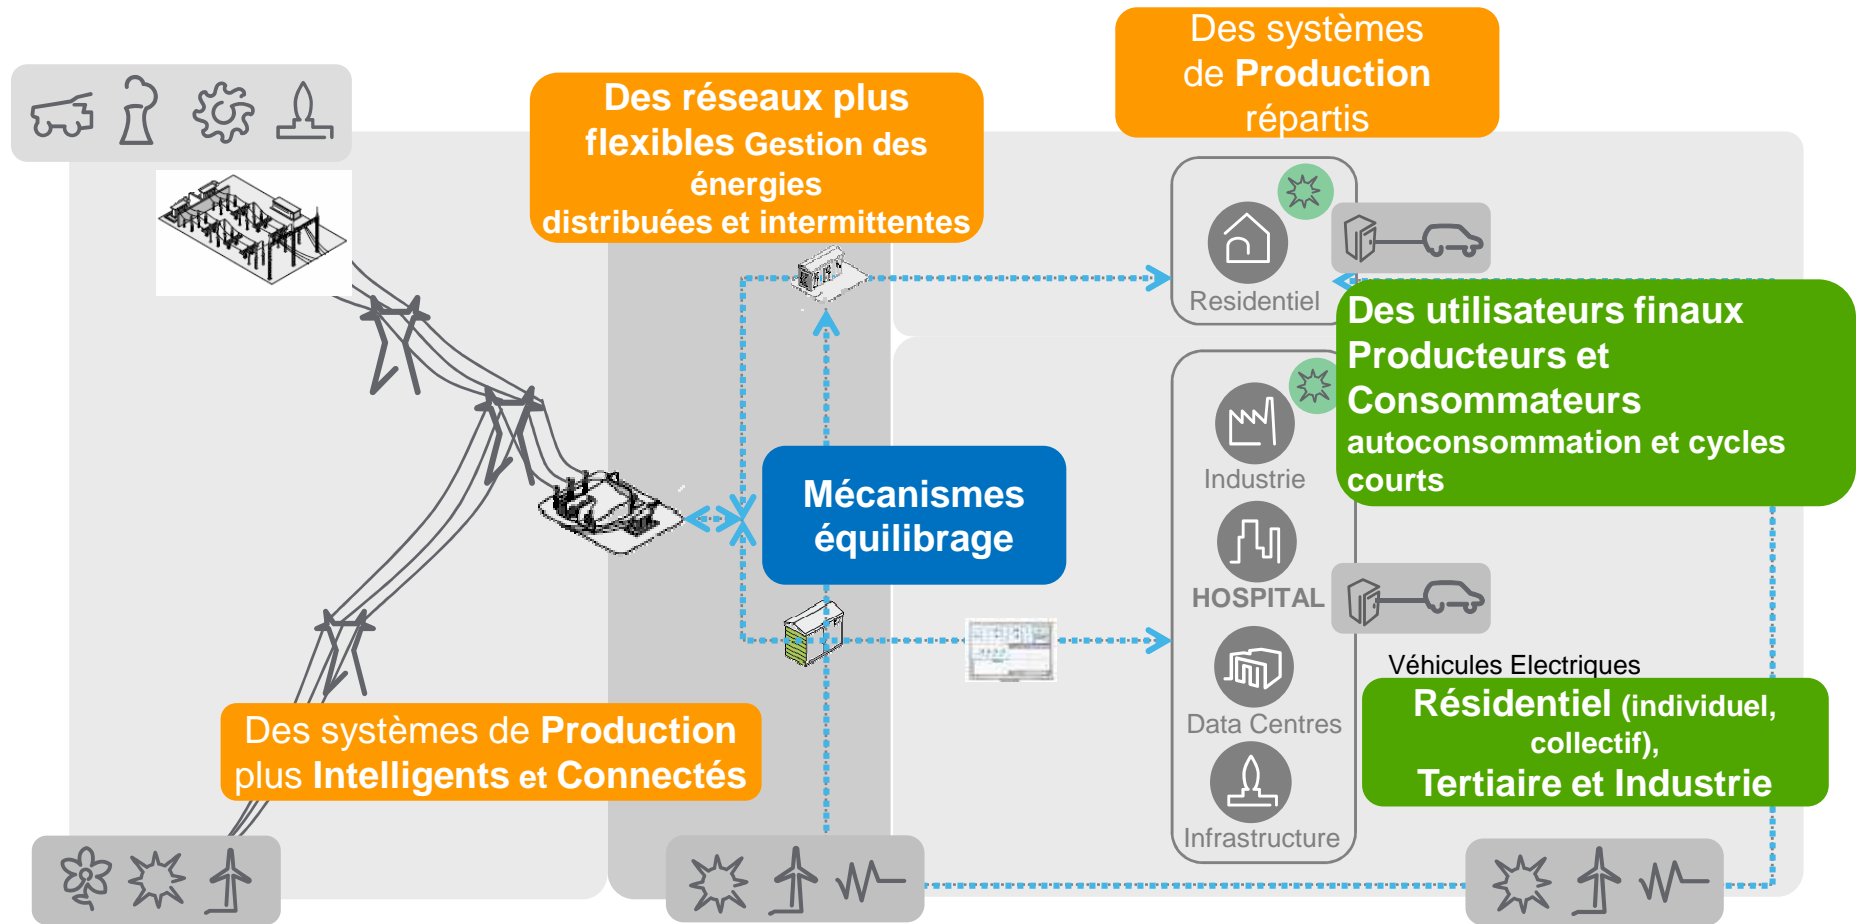 Des systèmes
de Production
répartis
Des réseaux plus
flexibles Gestion des
énergies
distribuées et intermittentes
Residentiel
Des utilisateurs finaux
Producteurs et
Consommateurs
autoconsommation et cycles
courts
Industrie
Mécanismes
équilibrage
HOSPITAL
Véhicules Electriques
Résidentiel (individuel,
collectif),
Tertiaire et Industrie
Data Centres
Des systèmes de Production
plus Intelligents et Connectés
Infrastructure